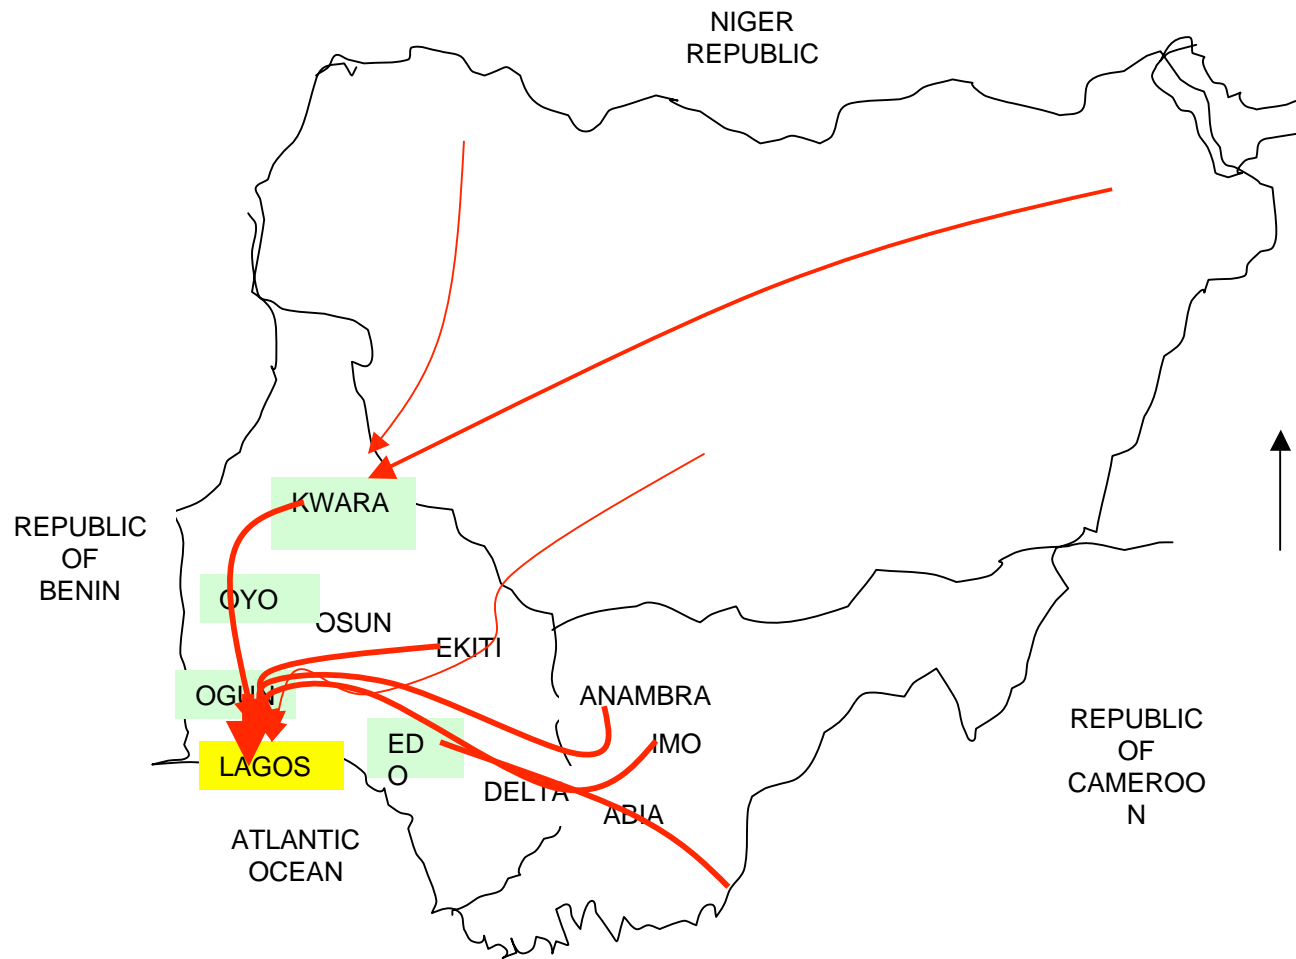 NIGER
REPUBLIC
KWARA
REPUBLIC
OF
BENIN
OYO
OSUN
EKITI
OGUN
ANAMBRA
ED
O
IMO
LAGOS
DELTA
ABIA
REPUBLIC
OF
CAMEROO
N
ATLANTIC
OCEAN